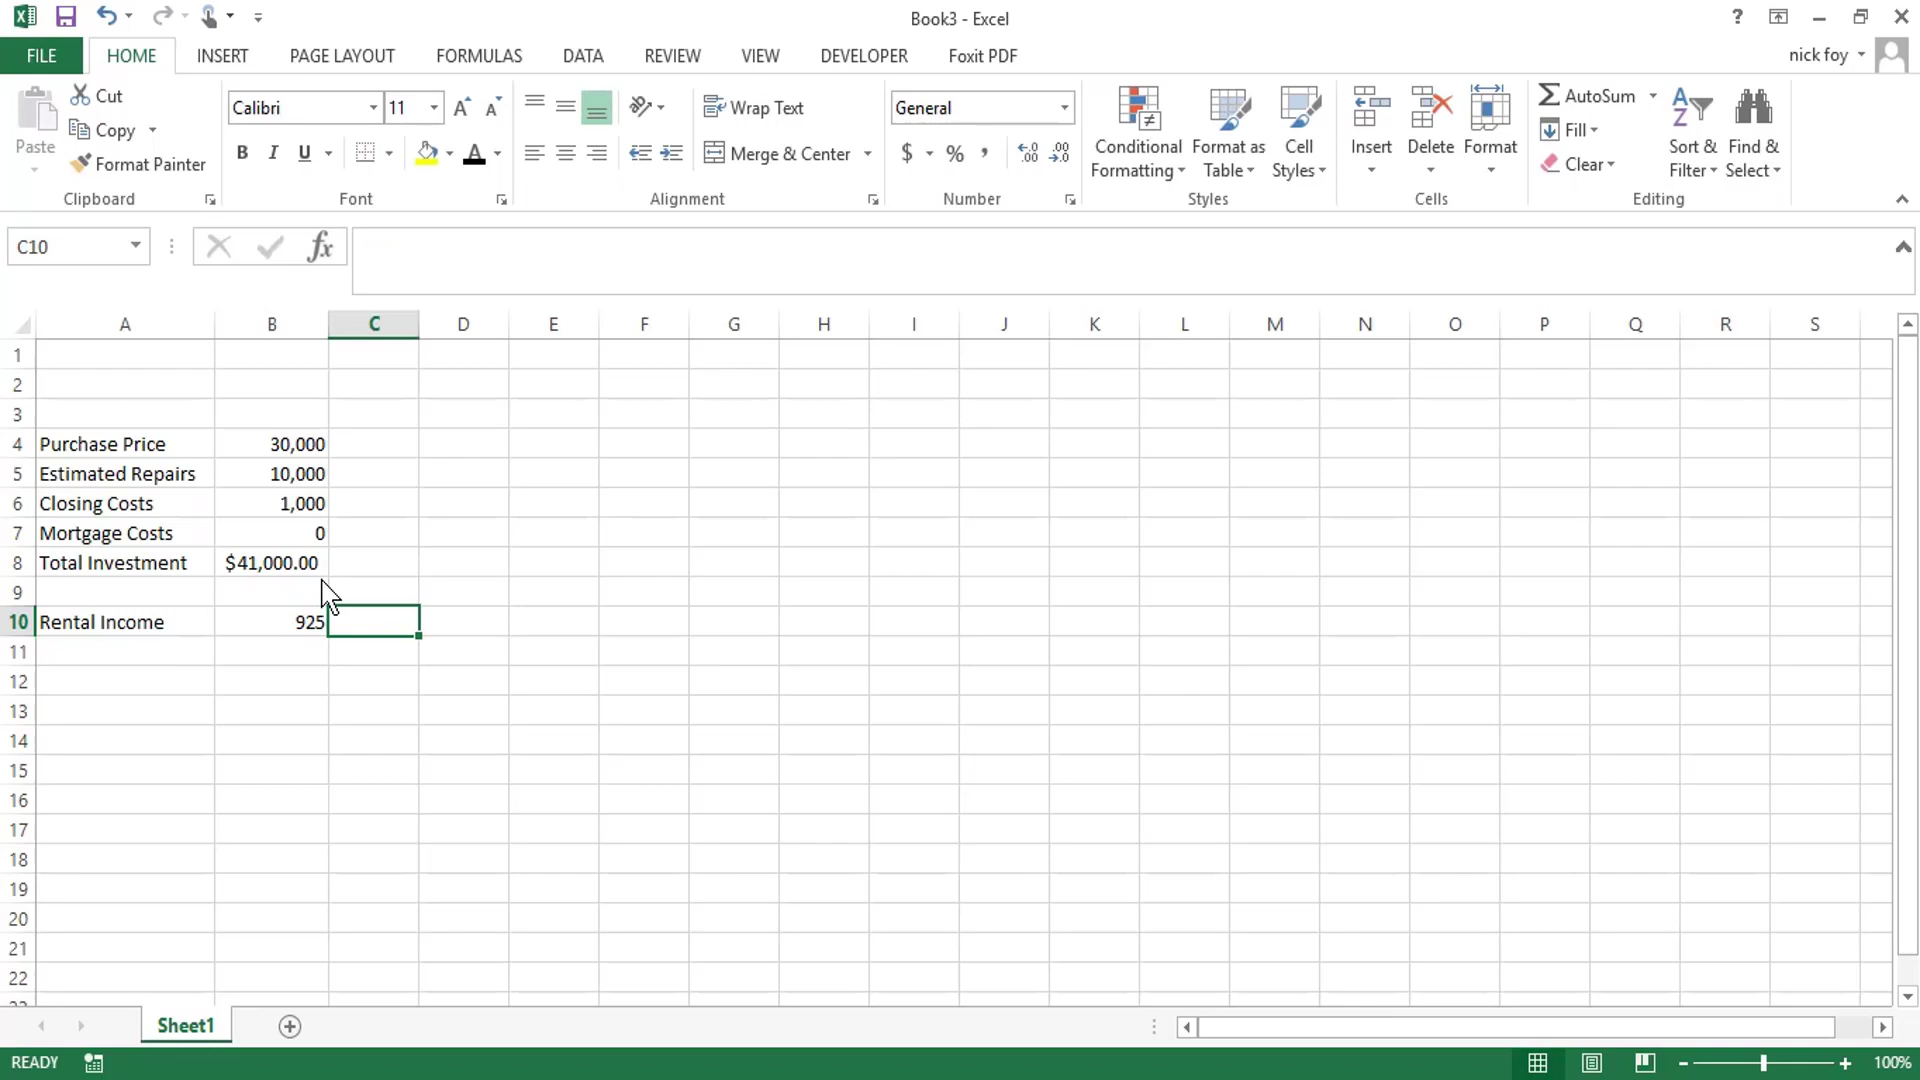 Book3 - Excel
?
FILE HOME INSERT PAGE LAYOUT FORMULAS DATA REVIEW VIEW DEVELOPER Foxit PDF nick foy
Paste
Cut
Copy
Format Painter
Clipboard
Calibri 11 A A
B I U A
Font
Wrap Text
Merge & Center
Alignment
General
$ % , .00 .0 .00
Number
Conditional Formatting
Format as Table
Cell Styles
Styles
Insert
Delete
Format
Cells
AutoSum
Fill
Clear
Sort & Filter
Find & Select
Editing
C10 fx
A B C D E F G H I J K L M N O P Q R S
1
2
3
4 Purchase Price 30,000
5 Estimated Repairs 10,000
6 Closing Costs 1,000
7 Mortgage Costs 0
8 Total Investment $41,000.00
9
10 Rental Income 925
11
12
13
14
15
16
17
18
19
20
21
22
Sheet1
READY 100%